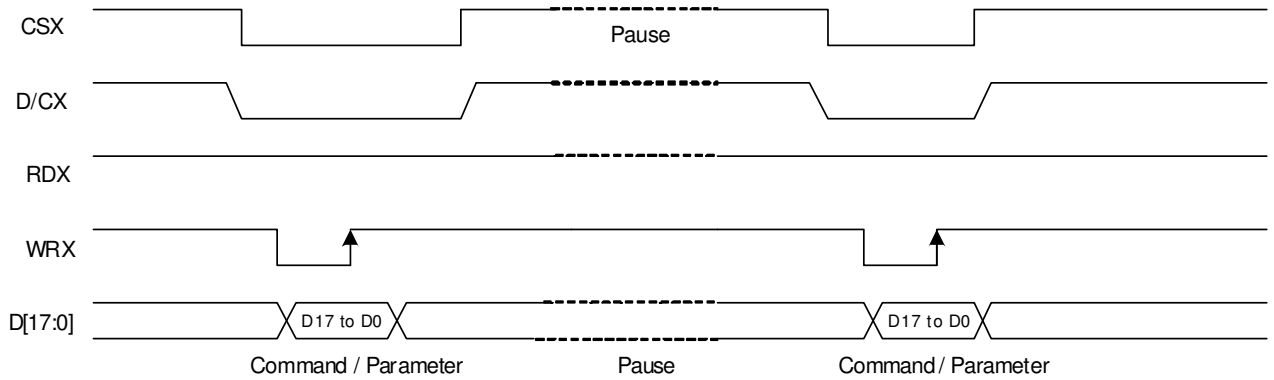 CSX
Pause
D/CX
RDX
WRX
D[17:0]
D17 to D0
D17 to D0
Command / Parameter
Pause
Command / Parameter